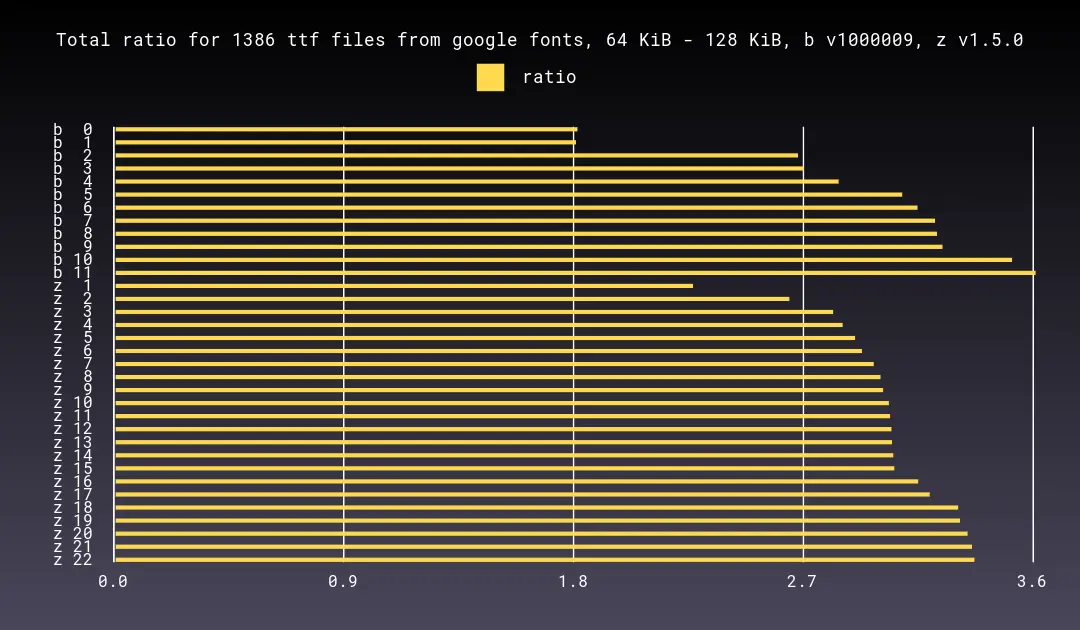 Total ratio for 1386 ttf files from google fonts, 64 KiB - 128 KiB, b v1000009, z v1.5.0
ratio
b 0
b 1
b 2
b 3
b 4
b 5
b 6
b 7
b 8
b 9
b 10
b 11
z 1
z 2
z 3
z 4
z 5
z 6
z 7
z 8
z 9
z 10
z 11
z 12
z 13
z 14
z 15
z 16
z 17
z 18
z 19
z 20
z 21
z 22
0.0 0.9 1.8 2.7 3.6